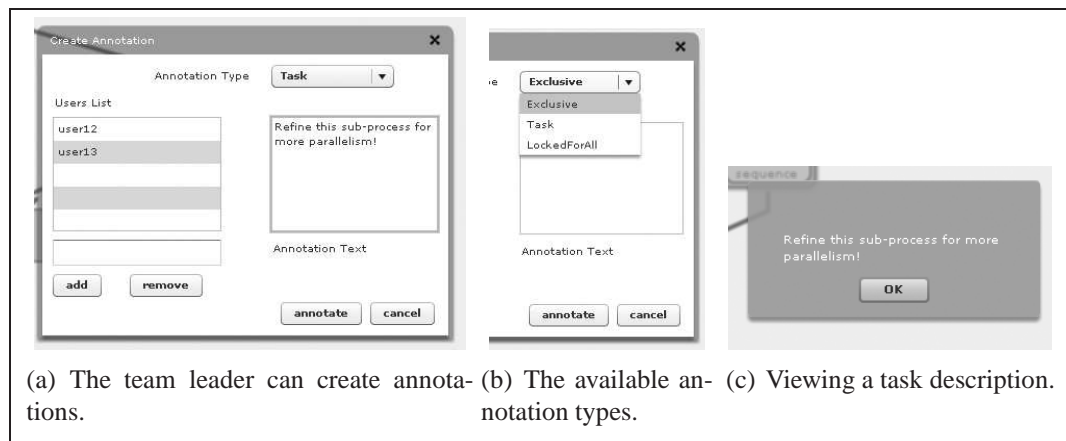 Create Annotation
Annotation Type
Task
Users List
user12
user13
Refine this sub-process for
more parallelism!
Annotation Text
add
remove
annotate
cancel
Exclusive
Exclusive
Task
LockedForAll
Annotation Text
annotate
cancel
sequence
Refine this sub-process for more
parallelism!
OK
(a) The team leader can create annota-
tions.
(b) The available an-
notation types.
(c) Viewing a task description.